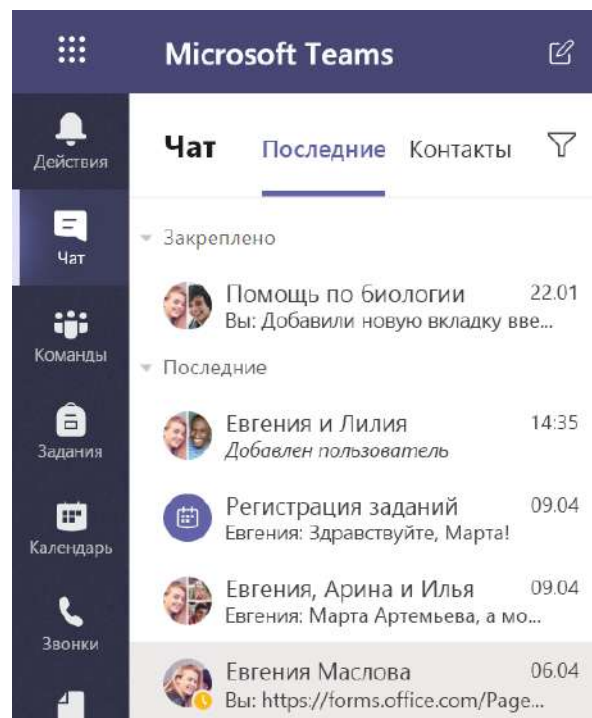 Microsoft Teams
Действия
Чат
Команды
Задания
Календарь
Звонки
Чат Последние Контакты
Закреплено
Помощь по биологии 22.01
Вы: Добавили новую вкладку вве...
Последние
Евгения и Лилия 14:35
Добавлен пользователь
Регистрация заданий 09.04
Евгения: Здравствуйте, Марта!
Евгения, Арина и Илья 09.04
Евгения: Марта Артемьева, а мо...
Евгения Маслова 06.04
Вы: https://forms.office.com/Page...